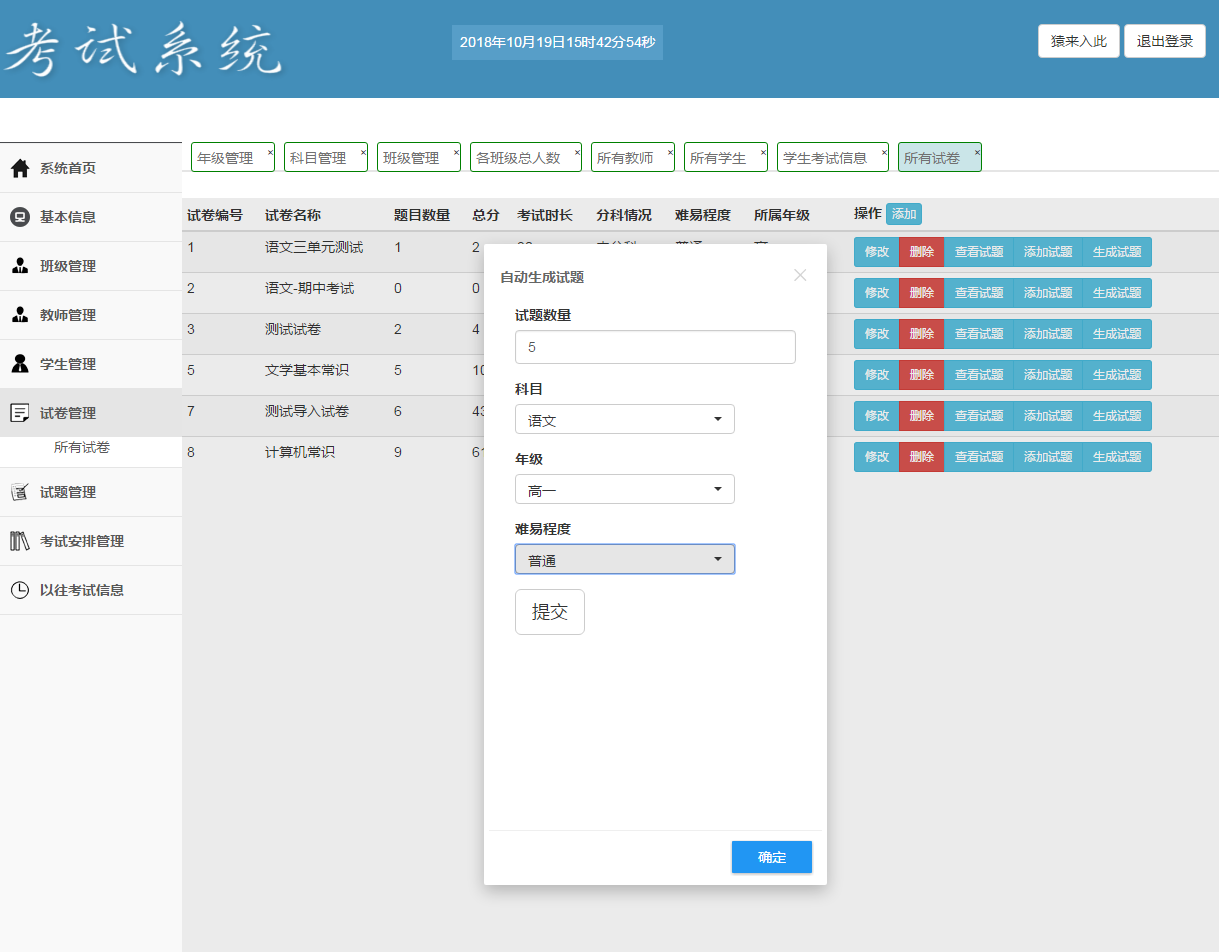 考试系统
2018年10月19日15时42分54秒
猿来入此 退出登录
系统首页
基本信息
班级管理
教师管理
学生管理
试卷管理
所有试卷
试题管理
考试安排管理
以往考试信息
年级管理 × 科目管理 × 班级管理 × 各班级总人数 × 所有教师 × 所有学生 × 学生考试信息 × 所有试卷 ×
试卷编号 试卷名称 题目数量 总分 考试时长 分科情况 难易程度 所属年级 操作 添加
1 语文三单元测试 1 2 修改 删除 查看试题 添加试题 生成试题
2 语文-期中考试 0 0 修改 删除 查看试题 添加试题 生成试题
3 测试试卷 2 4 修改 删除 查看试题 添加试题 生成试题
5 文学基本常识 5 10 修改 删除 查看试题 添加试题 生成试题
7 测试导入试卷 6 43 修改 删除 查看试题 添加试题 生成试题
8 计算机常识 9 61 修改 删除 查看试题 添加试题 生成试题
自动生成试题
试题数量
5
科目
语文
年级
高一
难易程度
普通
提交
确定